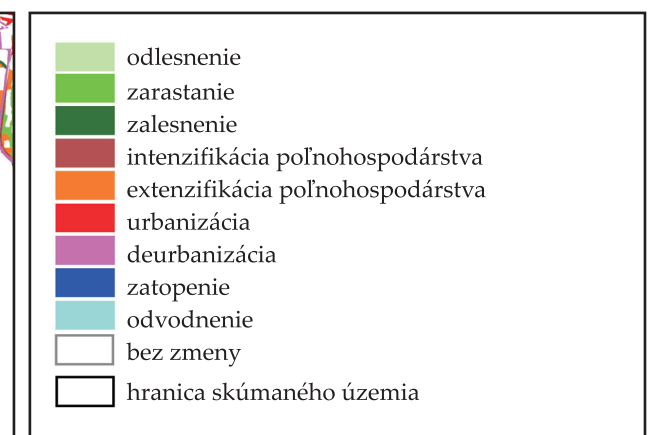 odlesnenie
zarastanie
zalesnenie
intenzifikácia poľnohospodárstva
extenzifikácia poľnohospodárstva
urbanizácia
deurbanizácia
zatopenie
odvodnenie
bez zmeny
hranica skúmaného územia